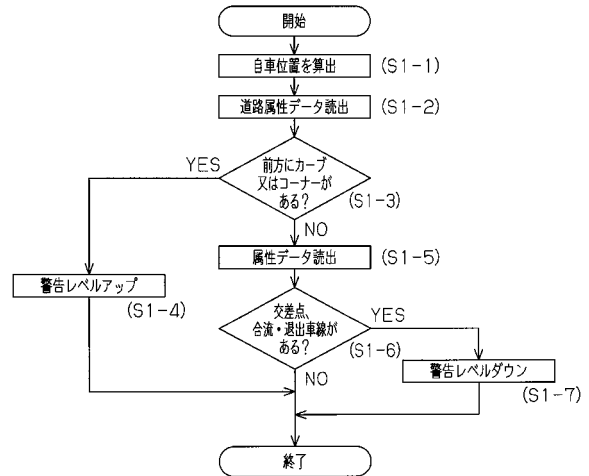 開始
自車位置を算出
(S1-1)
道路属性データ読出
(S1-2)
YES
前方にカーブ
又はコーナーが
ある?
(S1-3)
NO
属性データ読出
(S1-5)
警告レベルアップ
(S1-4)
交差点、
合流・退出車線が
ある?
YES
(S1-6)
NO
警告レベルダウン
(S1-7)
終了